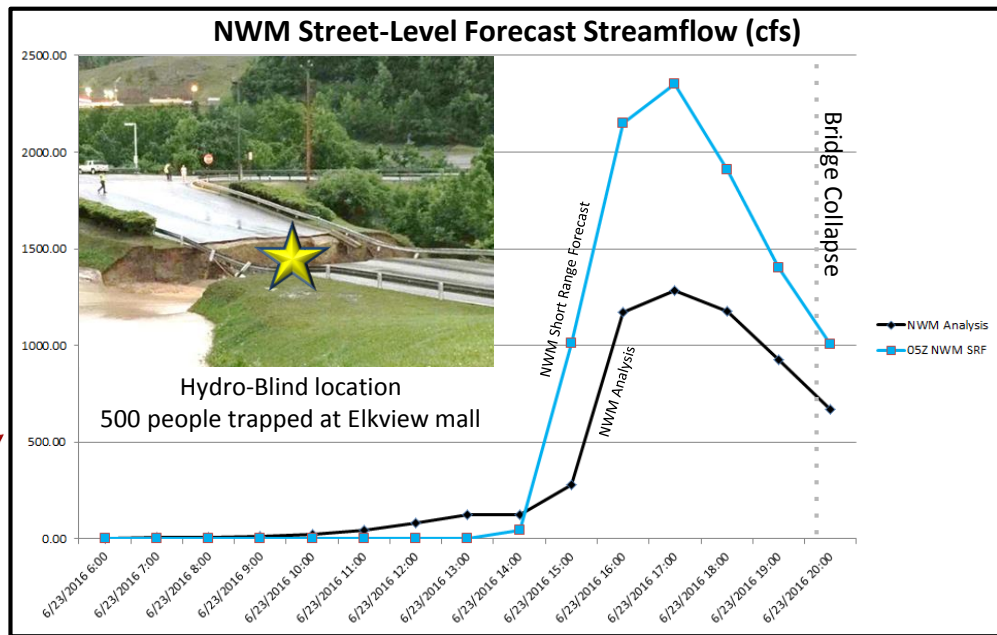 NWM Street-Level Forecast Streamflow (cfs)
2500.00
2000.00
1500.00
1000.00
500.00
0.00
Hydro-Blind location
500 people trapped at Elkview mall
NWM Short Range Forecast
NWM Analysis
Bridge Collapse
NWM Analysis
05Z NWM SRF
6/23/2016 6:00
6/23/2016 7:00
6/23/2016 8:00
6/23/2016 9:00
6/23/2016 10:00
6/23/2016 11:00
6/23/2016 12:00
6/23/2016 13:00
6/23/2016 14:00
6/23/2016 15:00
6/23/2016 16:00
6/23/2016 17:00
6/23/2016 18:00
6/23/2016 19:00
6/23/2016 20:00